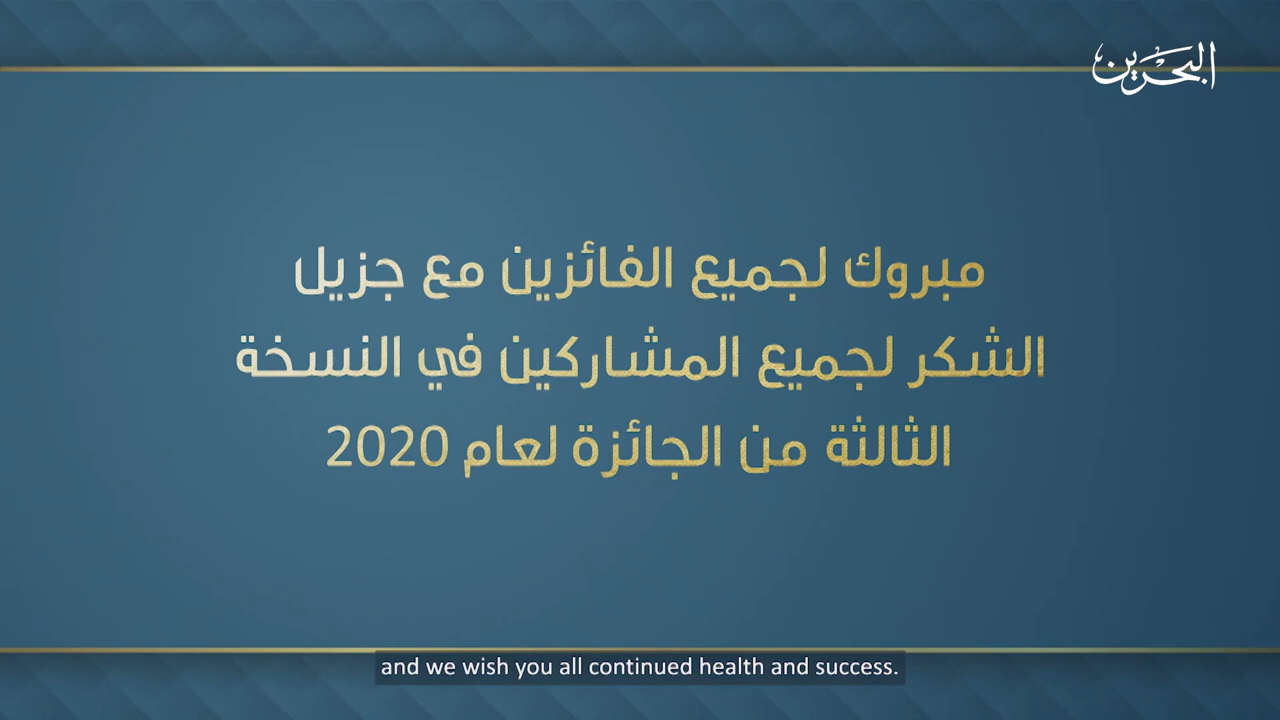 البحرين
مبروك لجميع الفائزين مع جزيل
الشكر لجميع المشاركين في النسخة
الثالثة من الجائزة لعام 2020
and we wish you all continued health and success.